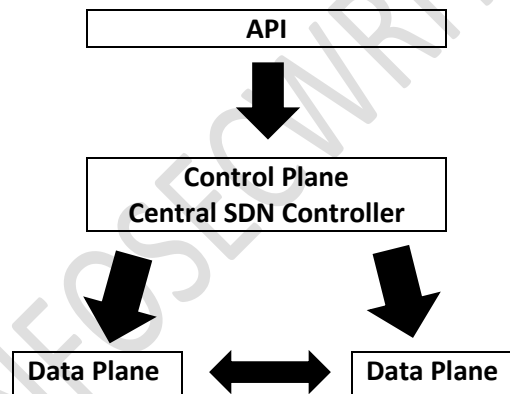 API
Control Plane
Central SDN Controller
Data Plane
Data Plane